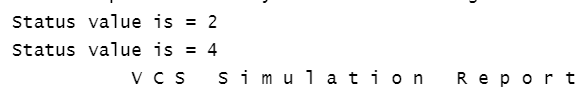 Status value is = 2
Status value is = 4
V C S   S i m u l a t i o n   R e p o r t